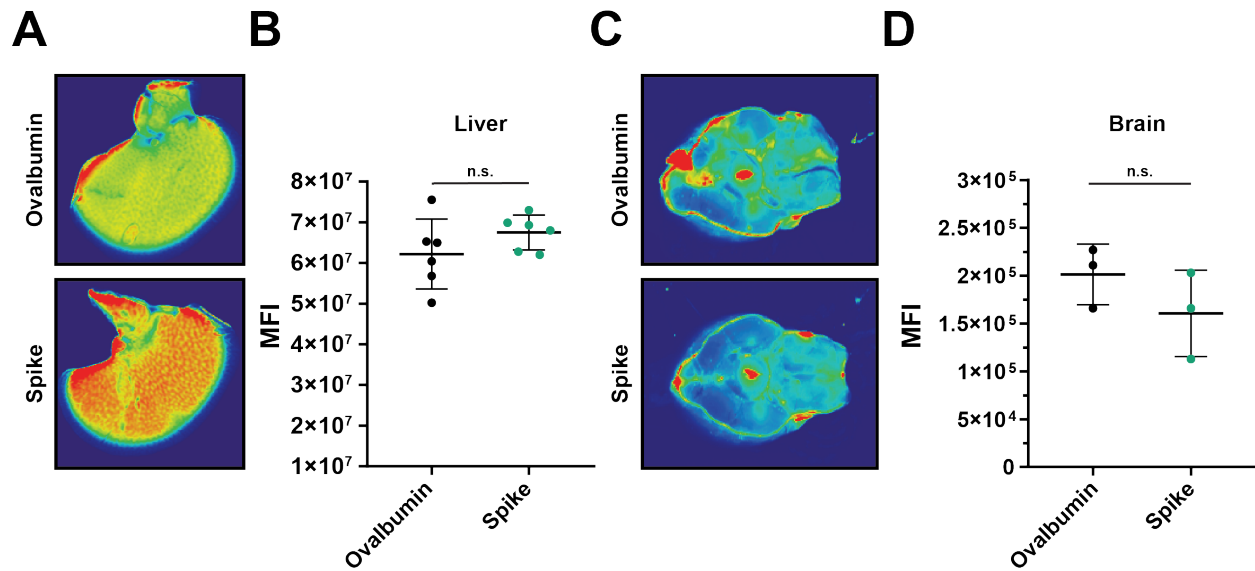 A
B
C
D
Ovalbumin
Spike
Liver
n.s.
MFI
8×10⁷
7×10⁷
6×10⁷
5×10⁷
4×10⁷
3×10⁷
2×10⁷
1×10⁷
Ovalbumin
Spike
Ovalbumin
Spike
Brain
n.s.
MFI
3×10⁵
2.5×10⁵
2×10⁵
1.5×10⁵
1×10⁵
5×10⁴
0
Ovalbumin
Spike